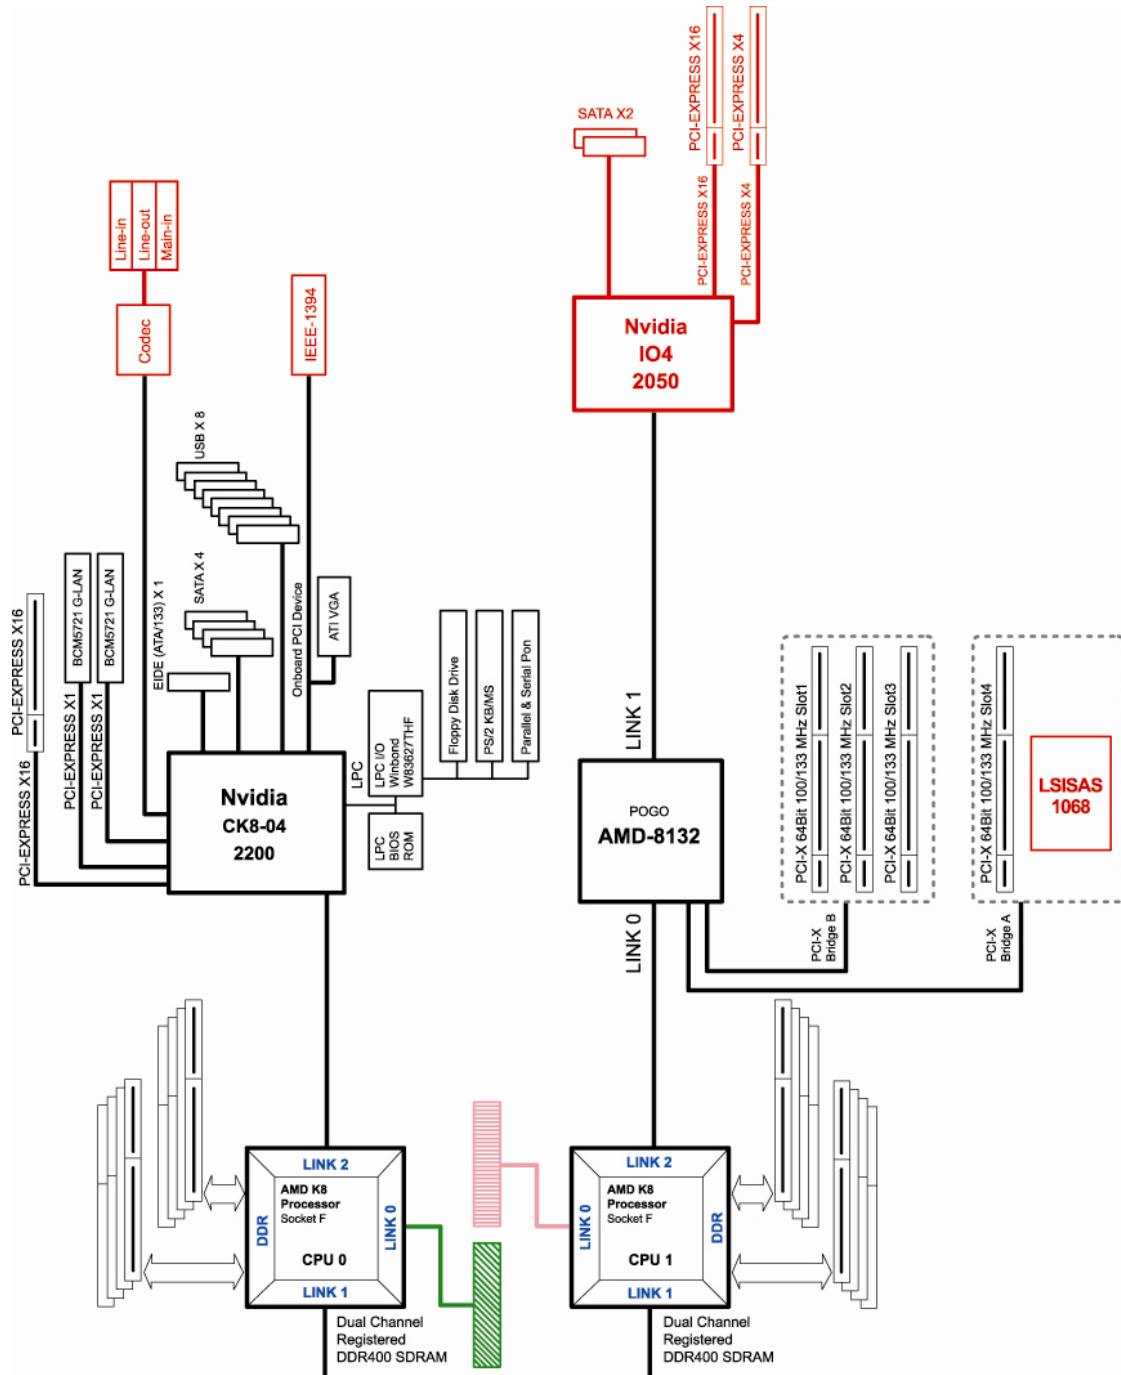 PCI-EXPRESS X16
PCI-EXPRESS X4
SATA X2
PCI-EXPRESS X16
PCI-EXPRESS X4
Line-in
Line-out
Main-in
Codec
IEEE-1394
Nvidia
IO4
2050
USB X 8
SATA X 4
EIDE (ATA/133) X 1
Onboard PCI Device
ATI VGA
BCM5721 G-LAN
BCM5721 G-LAN
PCI-EXPRESS X16
PCI-EXPRESS X16
PCI-EXPRESS X1
PCI-EXPRESS X1
Floppy Disk Drive
PS/2 KB/MS
Parallel & Serial Pon
LPC
LPC I/O
Winbond
W83627THF
LPC
BIOS
ROM
Nvidia
CK8-04
2200
LINK 1
POGO
AMD-8132
LINK 0
PCI-X 64Bit 100/133 MHz Slot1
PCI-X 64Bit 100/133 MHz Slot2
PCI-X 64Bit 100/133 MHz Slot3
PCI-X 64Bit 100/133 MHz Slot4
LSISAS
1068
PCI-X
Bridge B
PCI-X
Bridge A
LINK 2
AMD K8
Processor
Socket F
DDR
LINK 0
CPU 0
LINK 1
Dual Channel
Registered
DDR400 SDRAM
LINK 2
AMD K8
Processor
Socket F
LINK 0
DDR
CPU 1
LINK 1
Dual Channel
Registered
DDR400 SDRAM